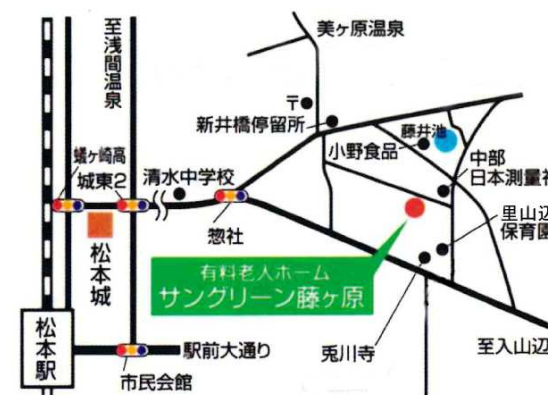 美ヶ原温泉
至浅間温泉
〒
新井橋停留所
藤井池
小野食品
蟻ヶ崎高
城東2
清水中学校
中部
日本測量
惣社
里山辺
保育園
松本城
有料老人ホーム
サングリーン藤ヶ原
兎川寺
至入山辺
松本駅
駅前大通り
市民会館